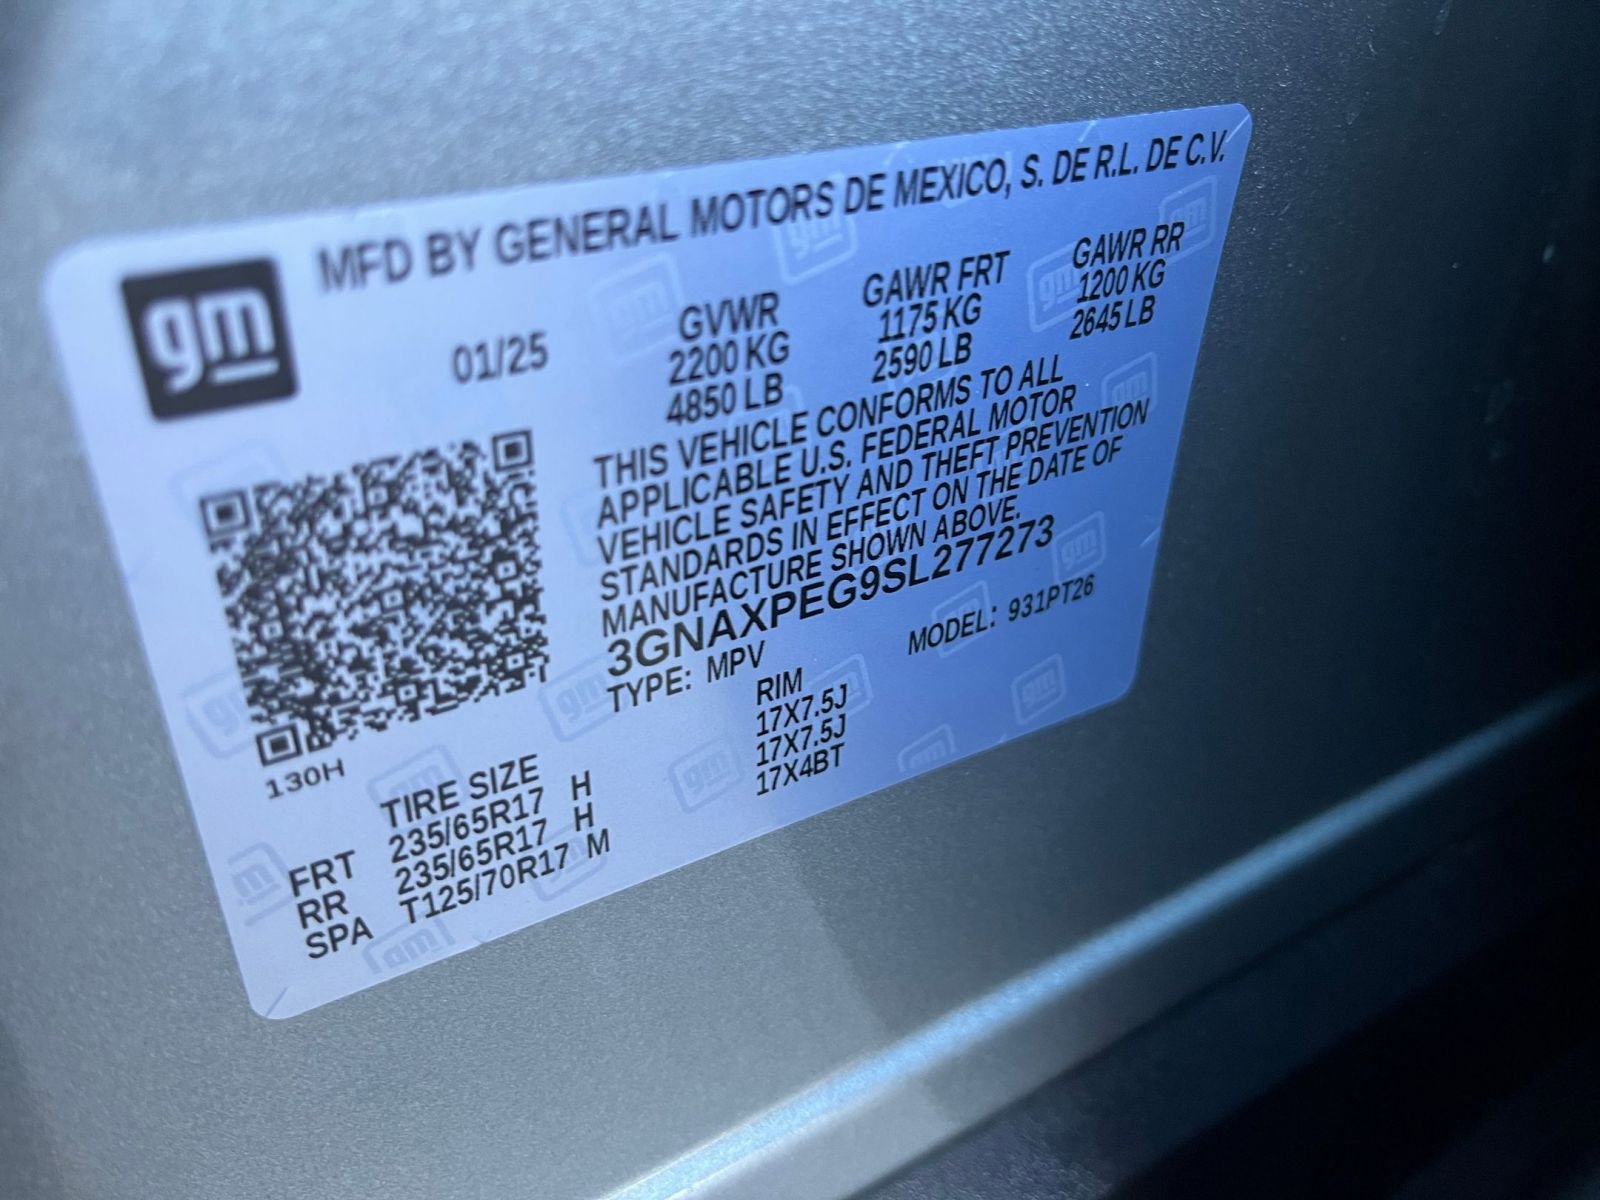 gm
MFD BY GENERAL MOTORS DE MEXICO, S. DE R.L. DE C.V.
01/25
GVWR
2200 KG
4850 LB
GAWR FRT
1175 KG
2590 LB
GAWR RR
1200 KG
2645 LB
THIS VEHICLE CONFORMS TO ALL
APPLICABLE U.S. FEDERAL MOTOR
VEHICLE SAFETY AND THEFT PREVENTION
STANDARDS IN EFFECT ON THE DATE OF
MANUFACTURE SHOWN ABOVE.
3GNAXPEG9SL277273
TYPE: MPV
MODEL: 931PT26
130H
TIRE SIZE
RIM
FRT 235/65R17 H 17X7.5J
RR 235/65R17 H 17X7.5J
SPA T125/70R17 M 17X4BT